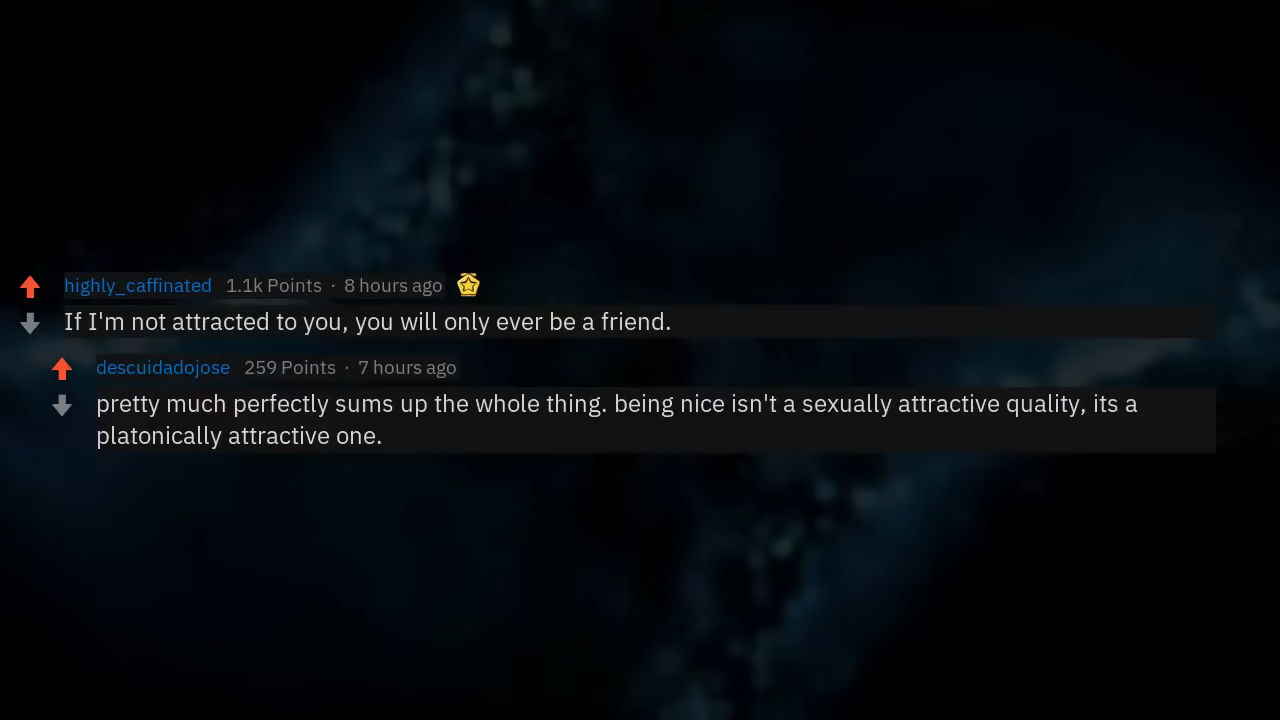 highly_caffinated 1.1k Points · 8 hours ago
If I'm not attracted to you, you will only ever be a friend.
descuidadojose 259 Points · 7 hours ago
pretty much perfectly sums up the whole thing. being nice isn't a sexually attractive quality, its a
platonically attractive one.